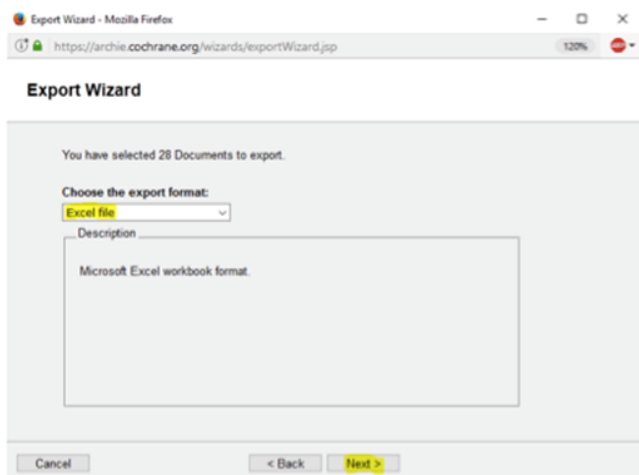 Export Wizard - Mozilla Firefox
https://archie.cochrane.org/wizards/exportWizard.jsp
120%
Export Wizard
You have selected 28 Documents to export.
Choose the export format:
Excel file
Description
Microsoft Excel workbook format.
Cancel
< Back
Next >